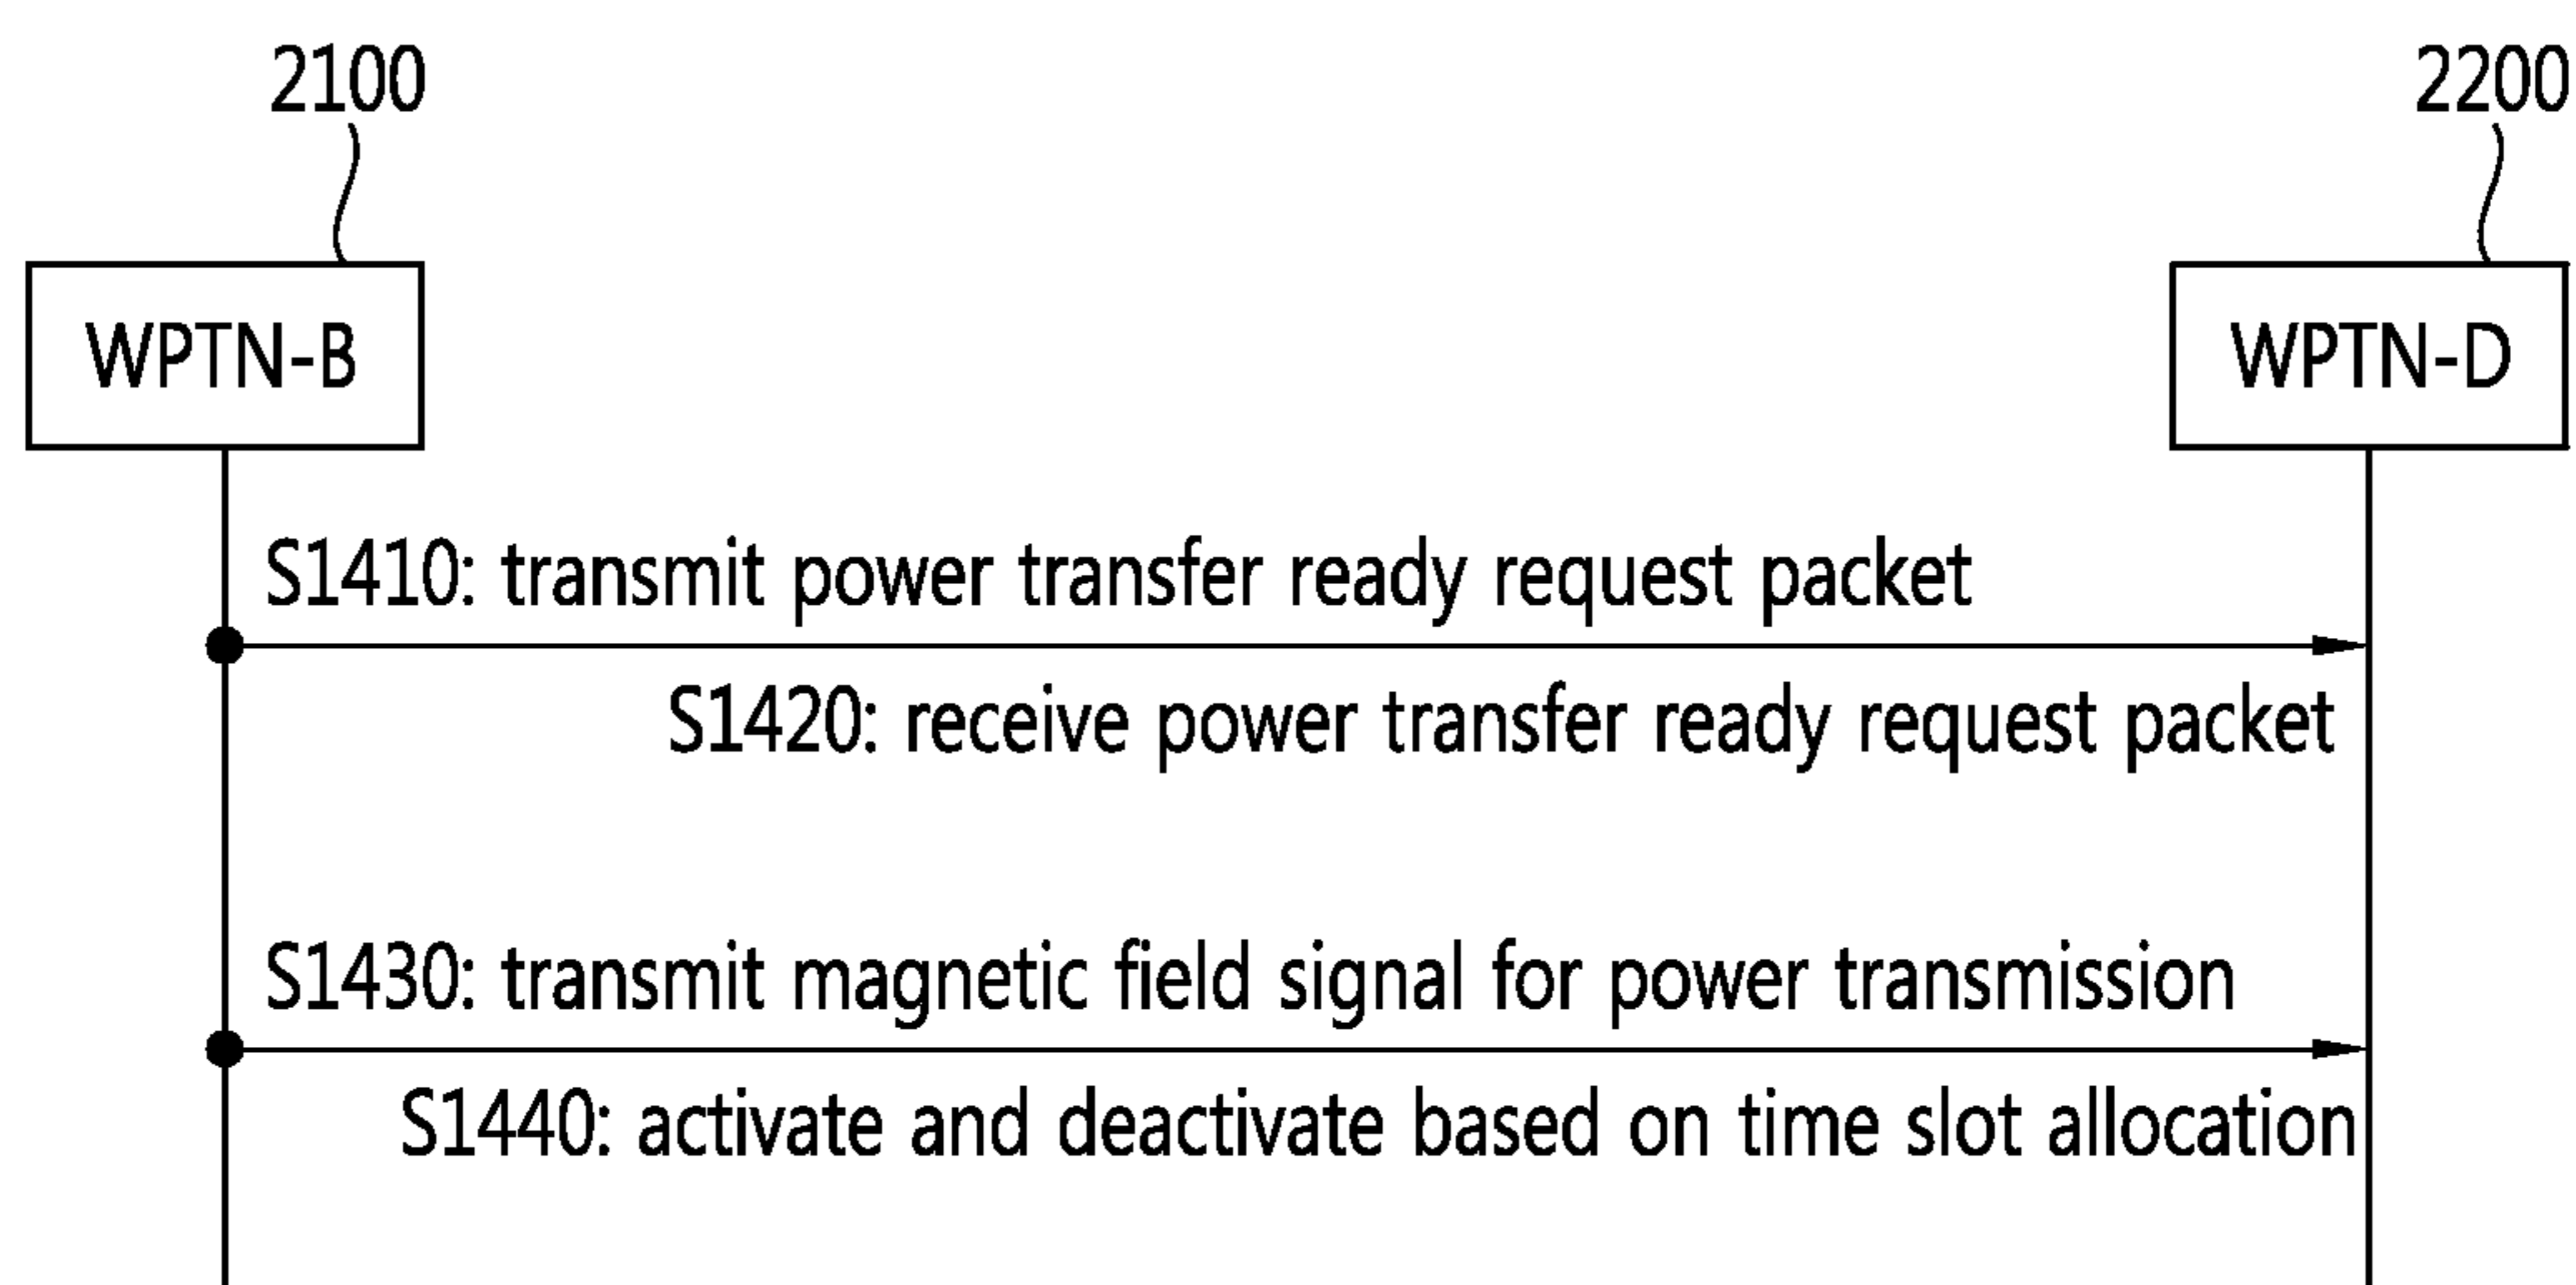 2100
2200
WPTN-B
WPTN-D
S1410: transmit power transfer ready request packet
S1420: receive power transfer ready request packet
S1430: transmit magnetic field signal for power transmission
S1440: activate and deactivate based on time slot allocation